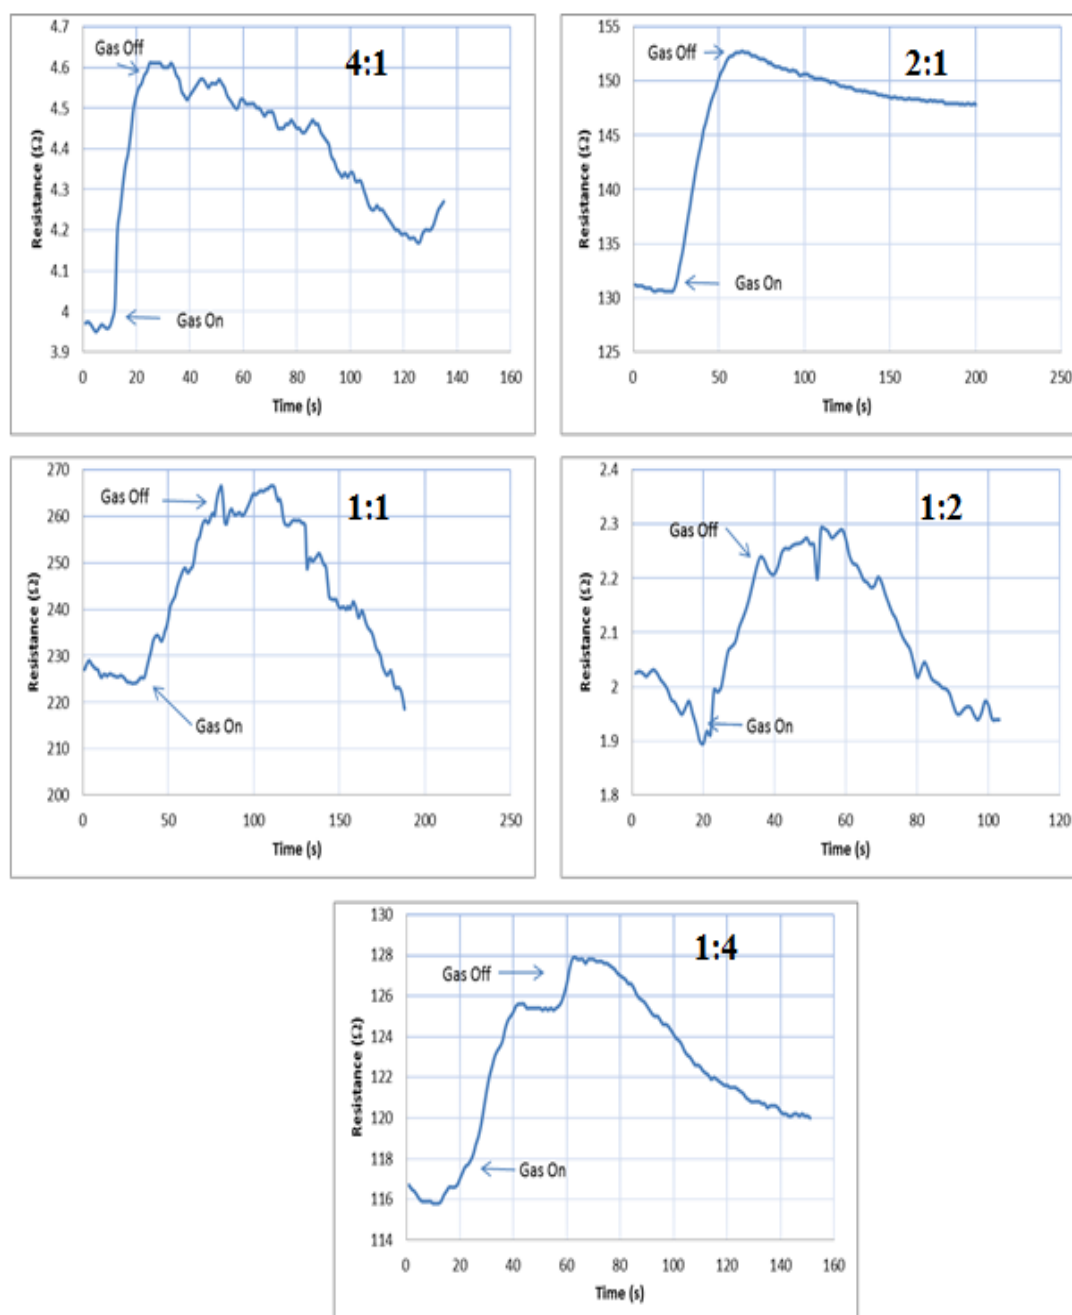 4.7
4.6
4.5
4.4
4.3
4.2
4.1
4
3.9
0 20 40 60 80 100 120 140 160
Resistance (Ω)
Time (s)
Gas Off
Gas On
4:1
155
150
145
140
135
130
125
0 50 100 150 200 250
Resistance (Ω)
Time (s)
Gas Off
Gas On
2:1
270
260
250
240
230
220
210
200
0 50 100 150 200 250
Resistance (Ω)
Time (s)
Gas Off
Gas On
1:1
2.4
2.3
2.2
2.1
2
1.9
1.8
0 20 40 60 80 100 120
Resistance (Ω)
Time (s)
Gas Off
Gas On
1:2
130
128
126
124
122
120
118
116
114
0 20 40 60 80 100 120 140 160
Resistance (Ω)
Time (s)
Gas Off
Gas On
1:4